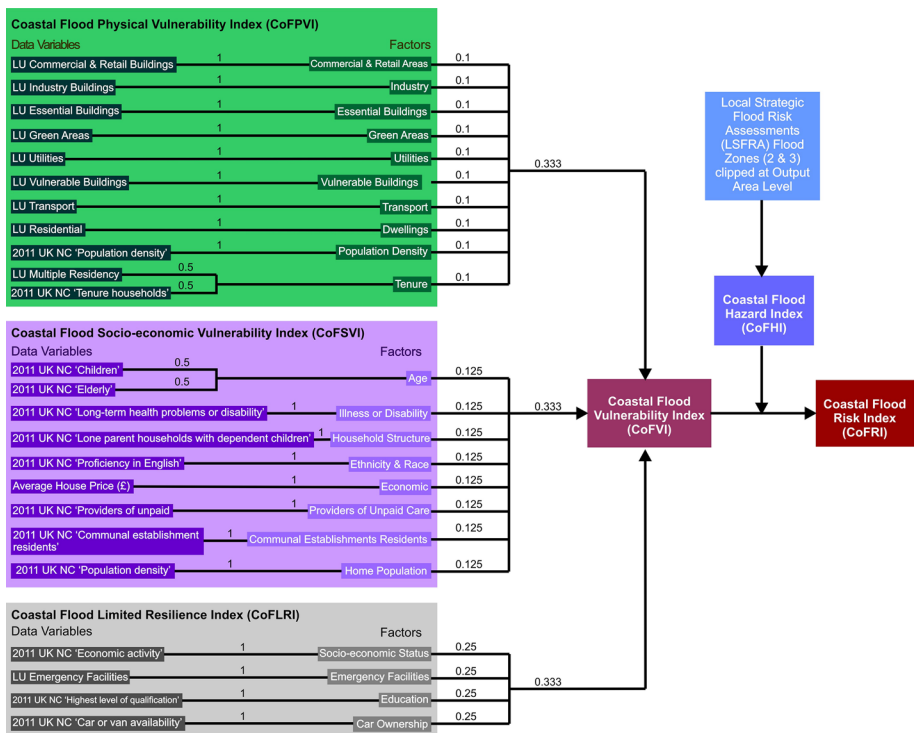 Coastal Flood Physical Vulnerability Index (CoFPVI)
Data Variables Factors
LU Commercial & Retail Buildings 1 Commercial & Retail Areas 0.1
LU Industry Buildings 1 Industry 0.1
LU Essential Buildings 1 Essential Buildings 0.1
LU Green Areas 1 Green Areas 0.1
LU Utilities 1 Utilities 0.1
0.333
LU Vulnerable Buildings 1 Vulnerable Buildings 0.1
LU Transport 1 Transport 0.1
LU Residential 1 Dwellings 0.1
2011 UK NC 'Population density' 1 Population Density 0.1
LU Multiple Residency 0.5
Tenure 0.1
2011 UK NC 'Tenure households' 0.5
Coastal Flood Socio-economic Vulnerability Index (CoFSVI)
Data Variables Factors
2011 UK NC 'Children' 0.5
Age 0.125
2011 UK NC 'Elderly' 0.5
2011 UK NC 'Long-term health problems or disability' 1 Illness or Disability 0.125
0.333
2011 UK NC 'Lone parent households with dependent children' 1 Household Structure 0.125
2011 UK NC 'Proficiency in English' 1 Ethnicity & Race 0.125
Average House Price (£) 1 Economic 0.125
2011 UK NC 'Providers of unpaid 1 Providers of Unpaid Care 0.125
2011 UK NC 'Communal establishment
residents' 1 Communal Establishments Residents 0.125
2011 UK NC 'Population density' 1 Home Population 0.125
Coastal Flood Limited Resilience Index (CoFLRI)
Data Variables Factors
2011 UK NC 'Economic activity' 1 Socio-economic Status 0.25
LU Emergency Facilities 1 Emergency Facilities 0.25
0.333
2011 UK NC 'Highest level of qualification' 1 Education 0.25
2011 UK NC 'Car or van availability' 1 Car Ownership 0.25
Local Strategic
Flood Risk
Assessments
(LSFRA) Flood
Zones (2 & 3)
clipped at Output
Area Level
Coastal Flood
Hazard Index
(CoFHI)
Coastal Flood
Vulnerability Index
(CoFVI)
Coastal Flood
Risk Index
(CoFRI)